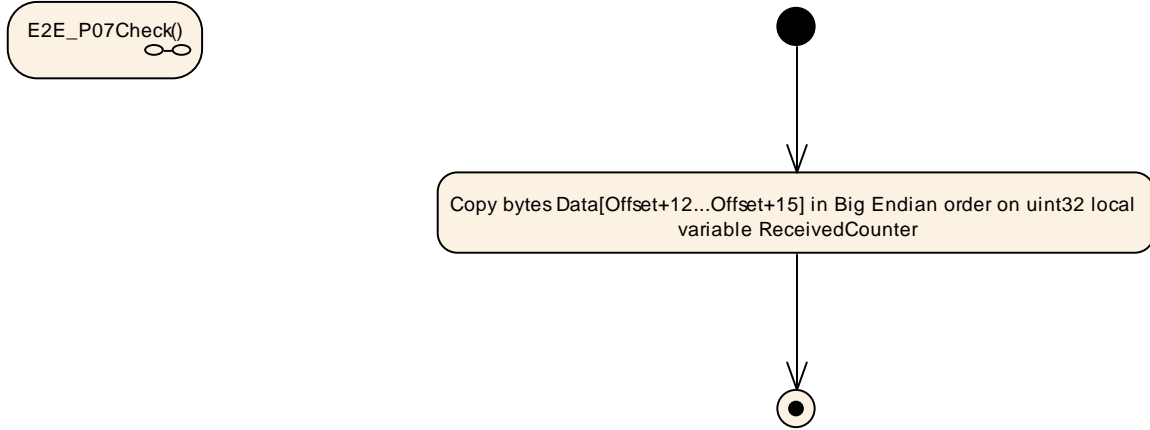 E2E_P07Check()
Copy bytes Data[Offset+12...Offset+15] in Big Endian order on uint32 local
variable ReceivedCounter